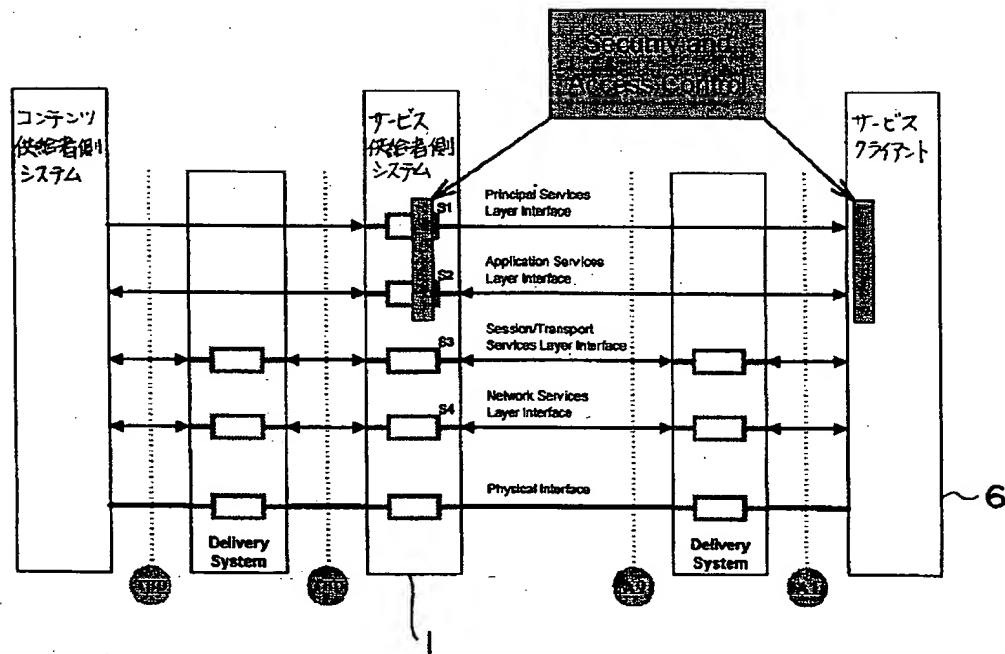 Security and
Access Control
コンテンツ
供給者側
システム
サービス
供給者側
システム
サービス
クライアント
S1
Principal Services
Layer Interface
S2
Application Services
Layer Interface
S3
Session/Transport
Services Layer Interface
S4
Network Services
Layer Interface
Physical Interface
6
Delivery
System
Delivery
System
1